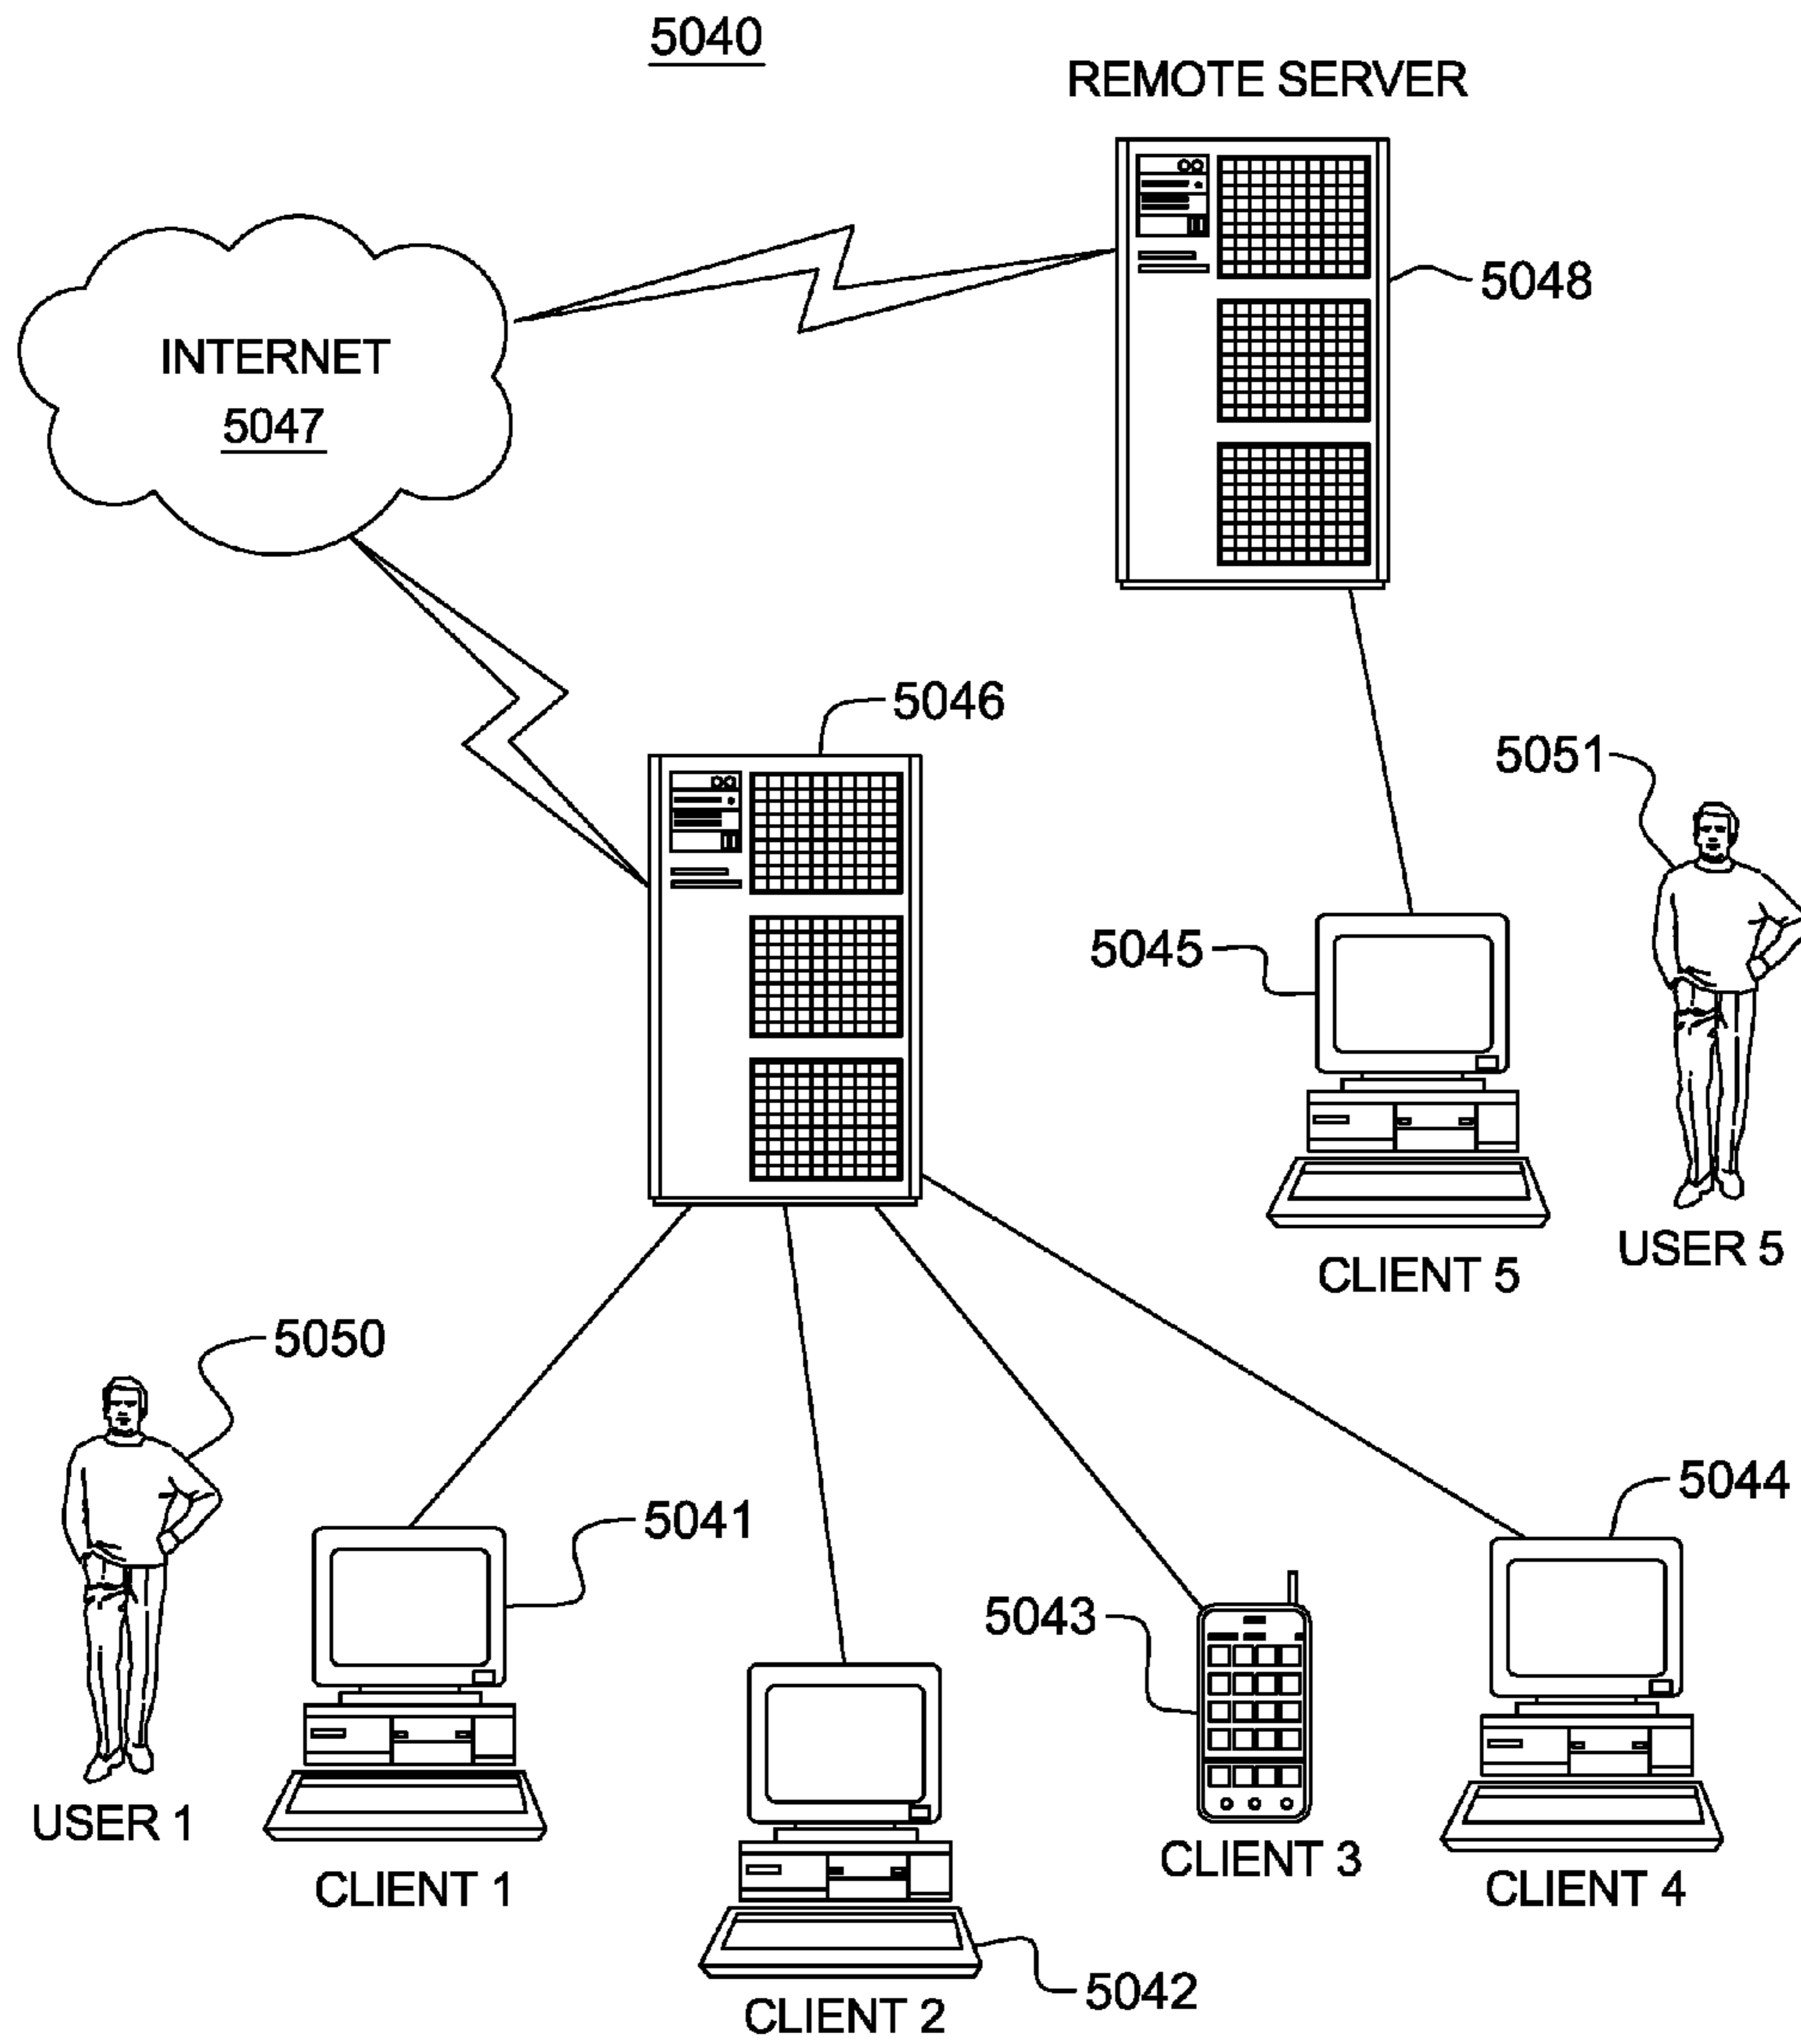 5040
REMOTE SERVER
5048
INTERNET
5047
5046
5051
5045
USER 5
CLIENT 5
5050
5044
5041
5043
USER 1
CLIENT 3
CLIENT 1
CLIENT 4
5042
CLIENT 2